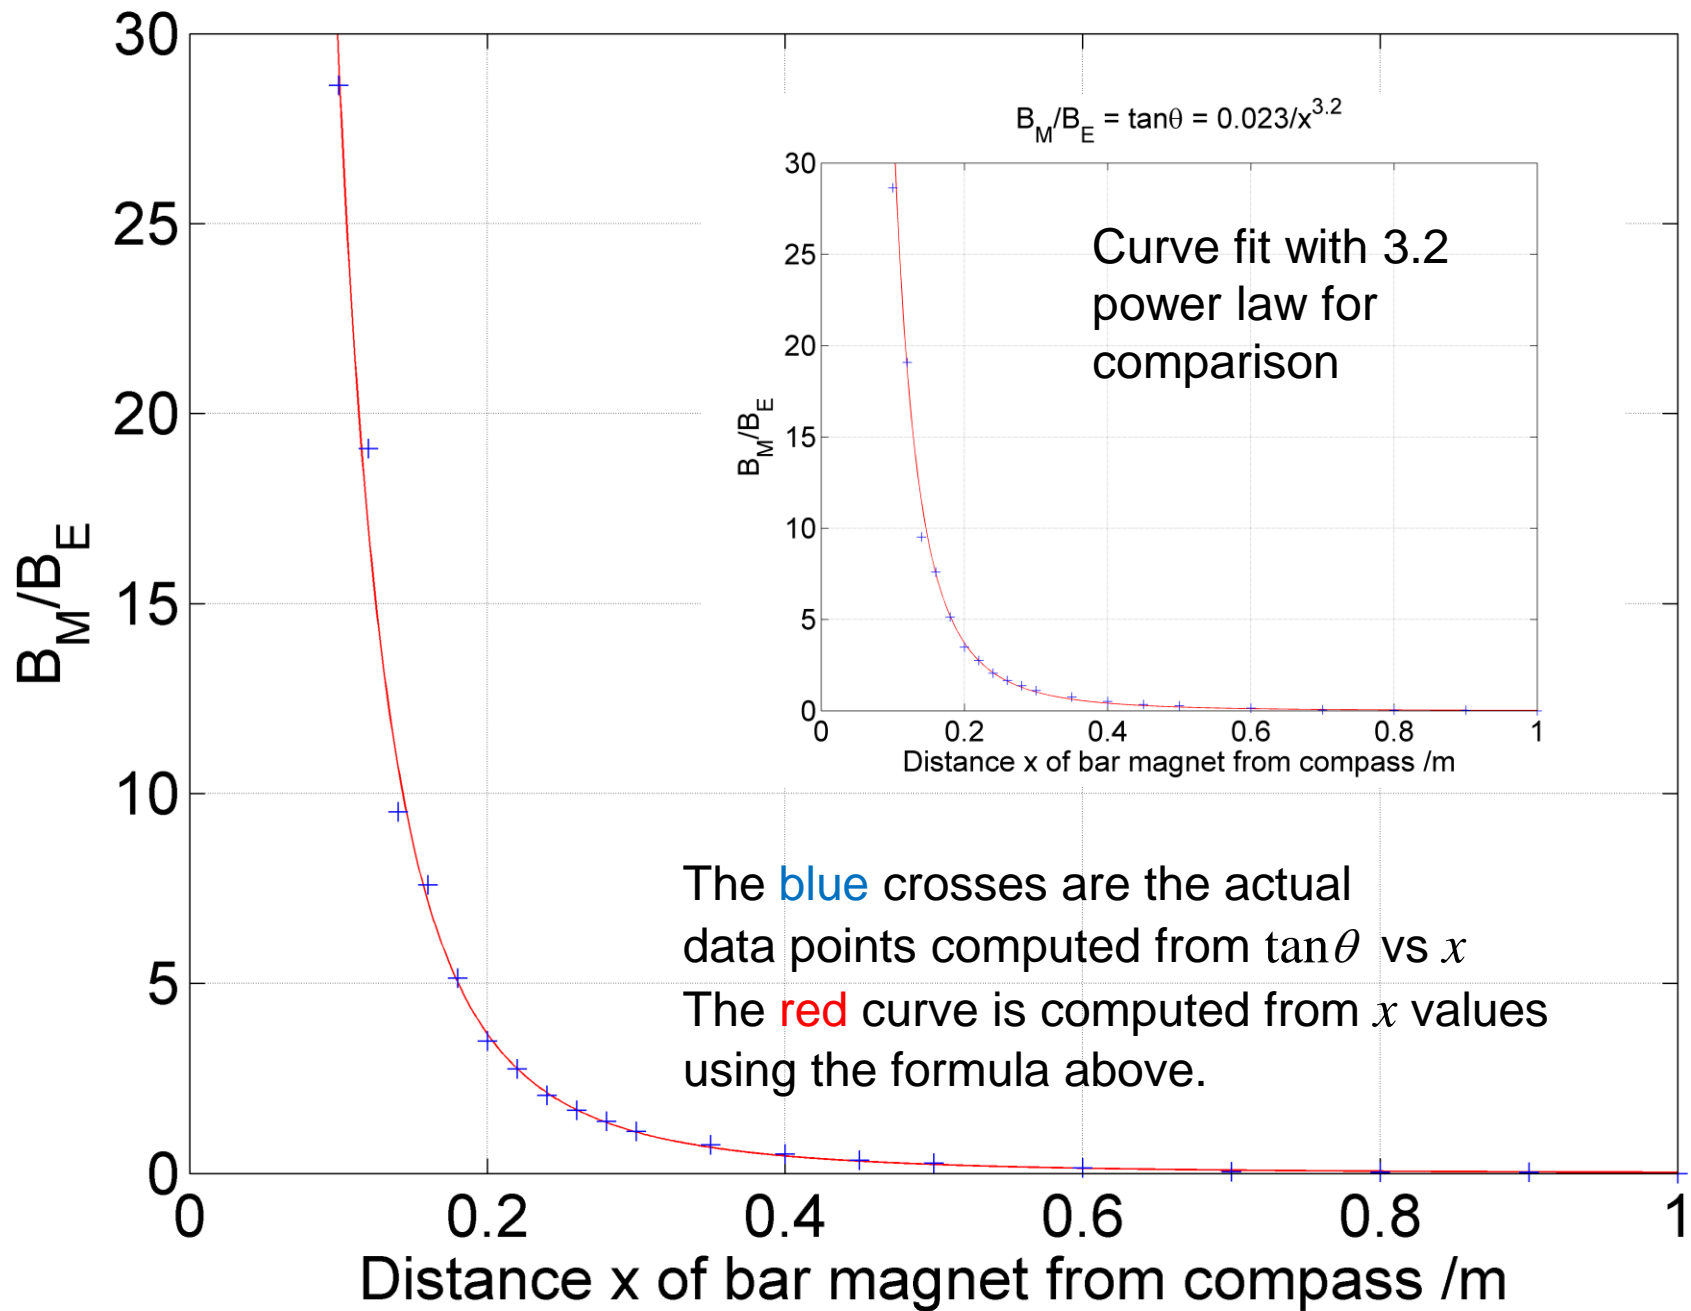 30
25
20
15
10
5
0
B_M/B_E
0 0.2 0.4 0.6 0.8 1
Distance x of bar magnet from compass /m
B_M/B_E = tanθ = 0.023/x^3.2
30
25
20
15
10
5
0
B_M/B_E
0 0.2 0.4 0.6 0.8 1
Distance x of bar magnet from compass /m
Curve fit with 3.2
power law for
comparison
The blue crosses are the actual
data points computed from tanθ vs x
The red curve is computed from x values
using the formula above.